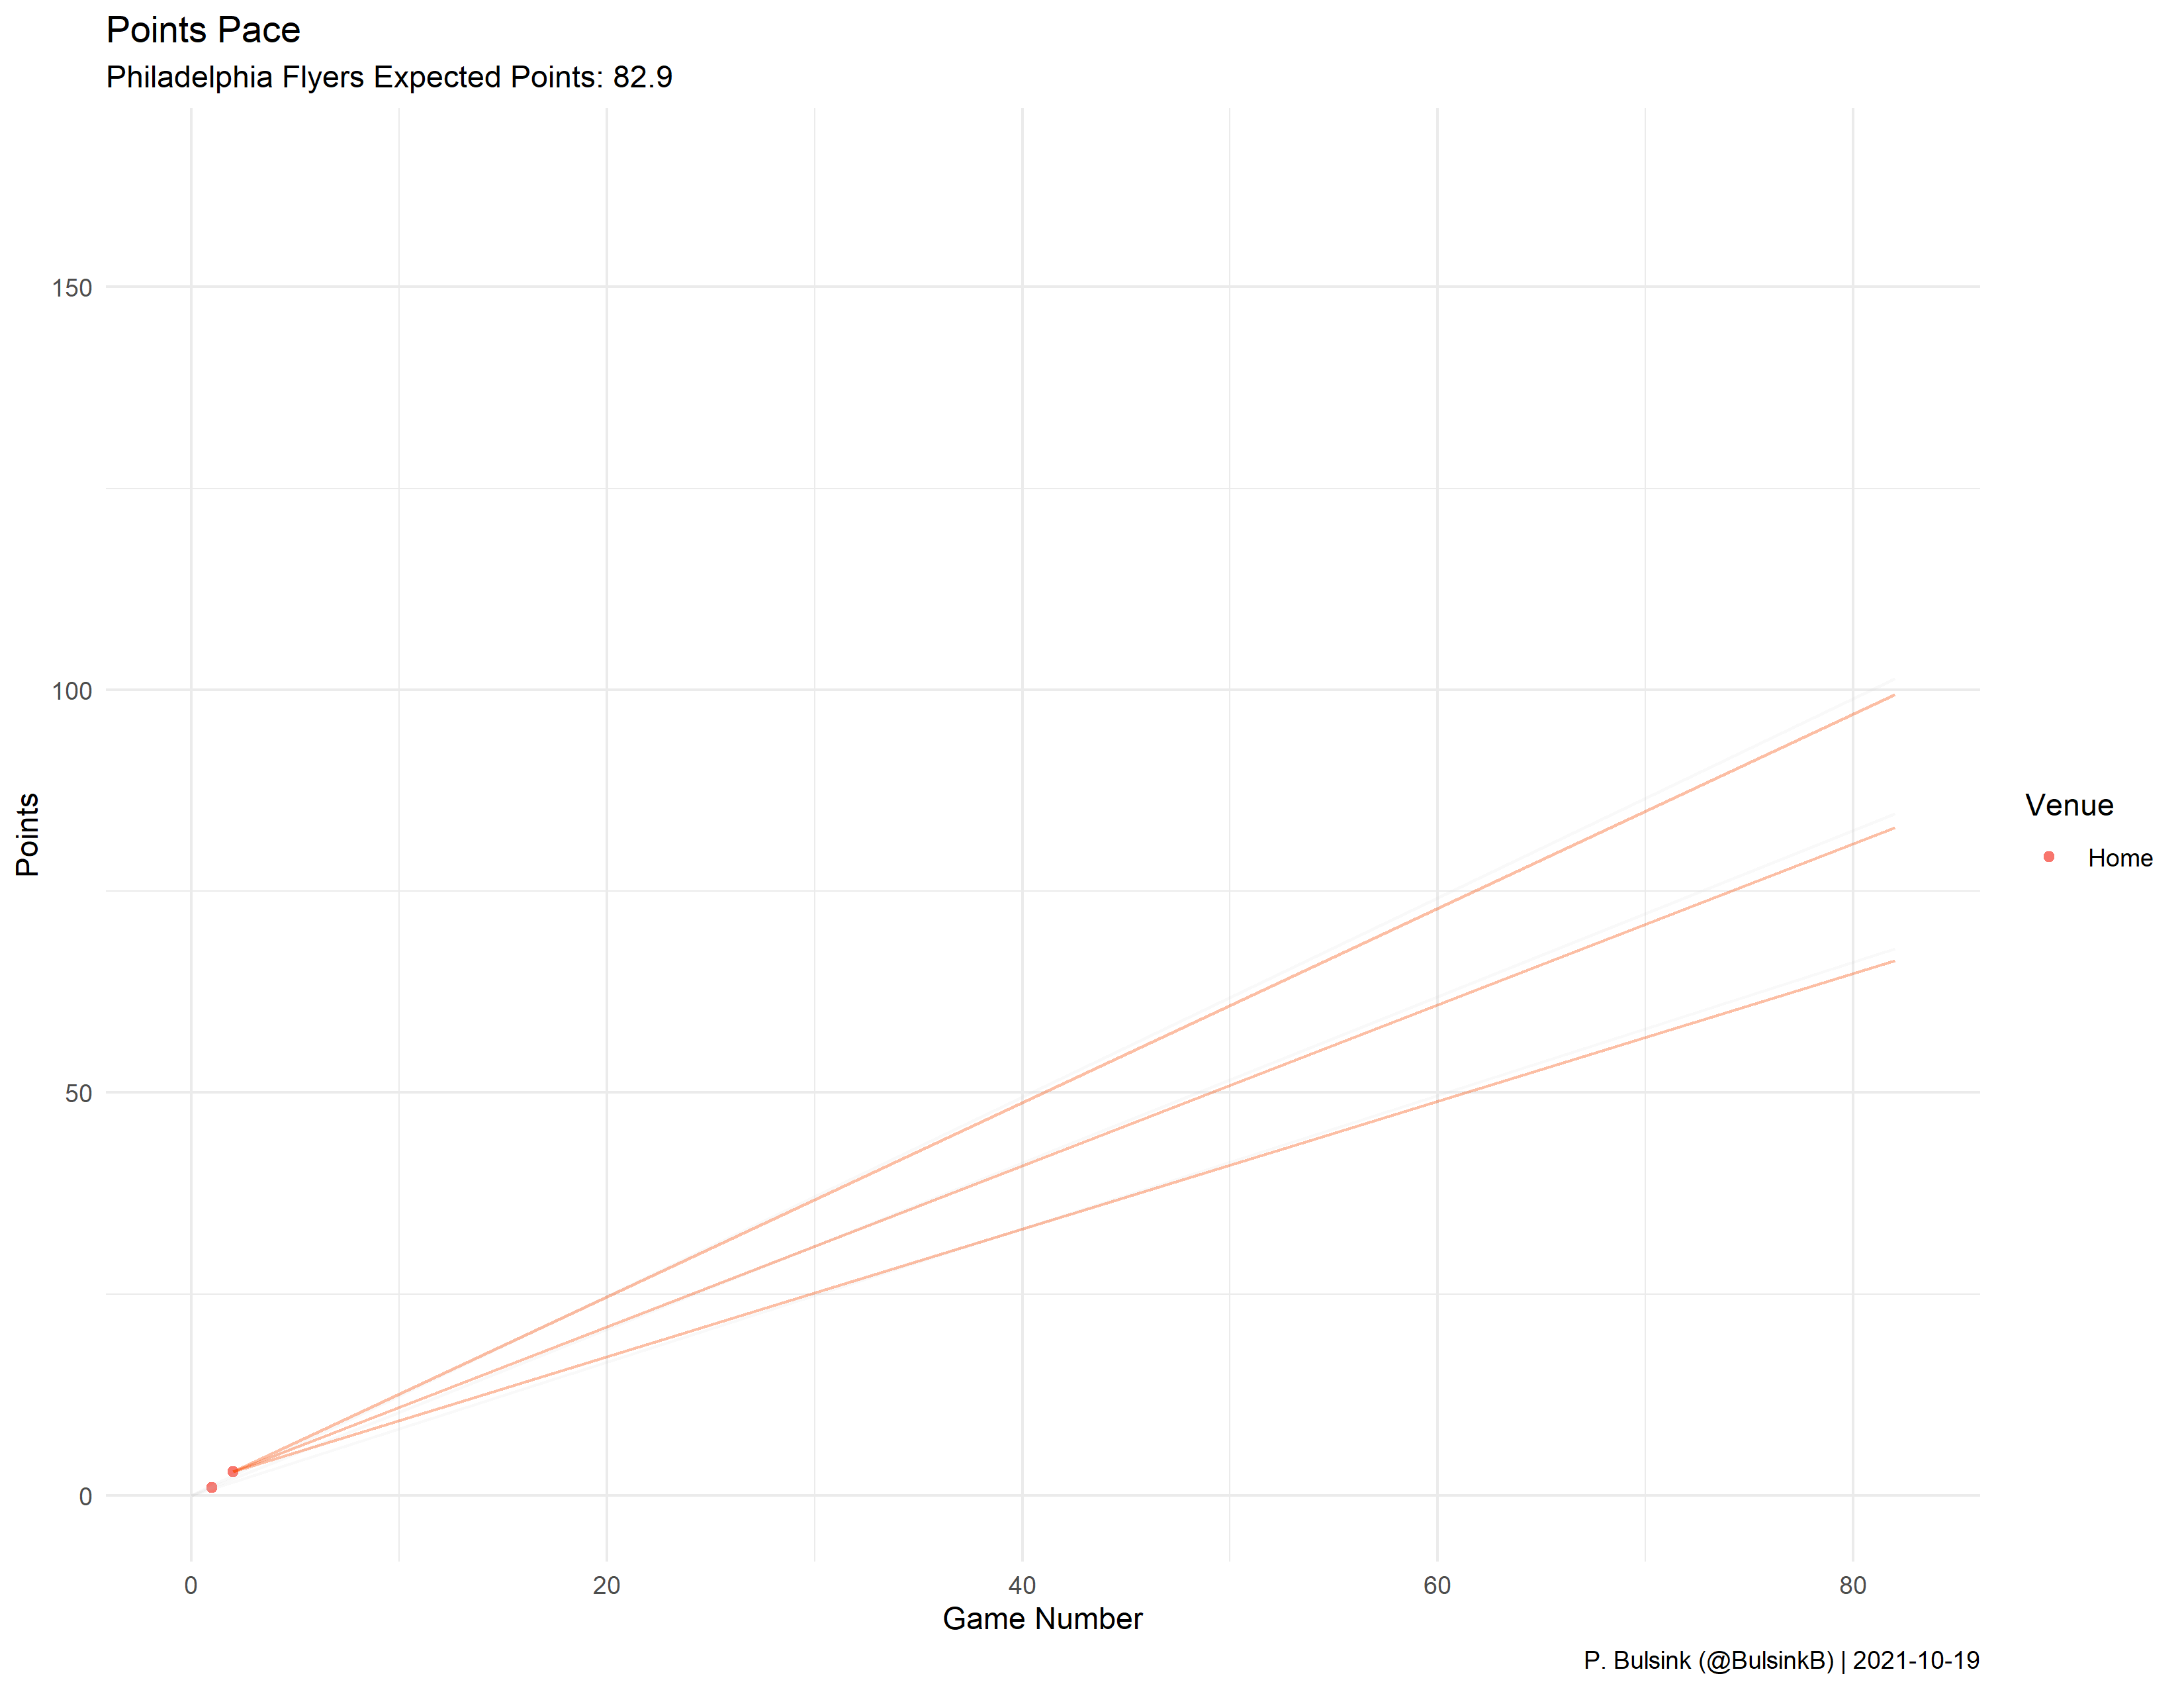 Points Pace
Philadelphia Flyers Expected Points: 82.9
150
100
50
0
Points
0 20 40 60 80
Game Number
Venue
Home
P. Bulsink (@BulsinkB) | 2021-10-19